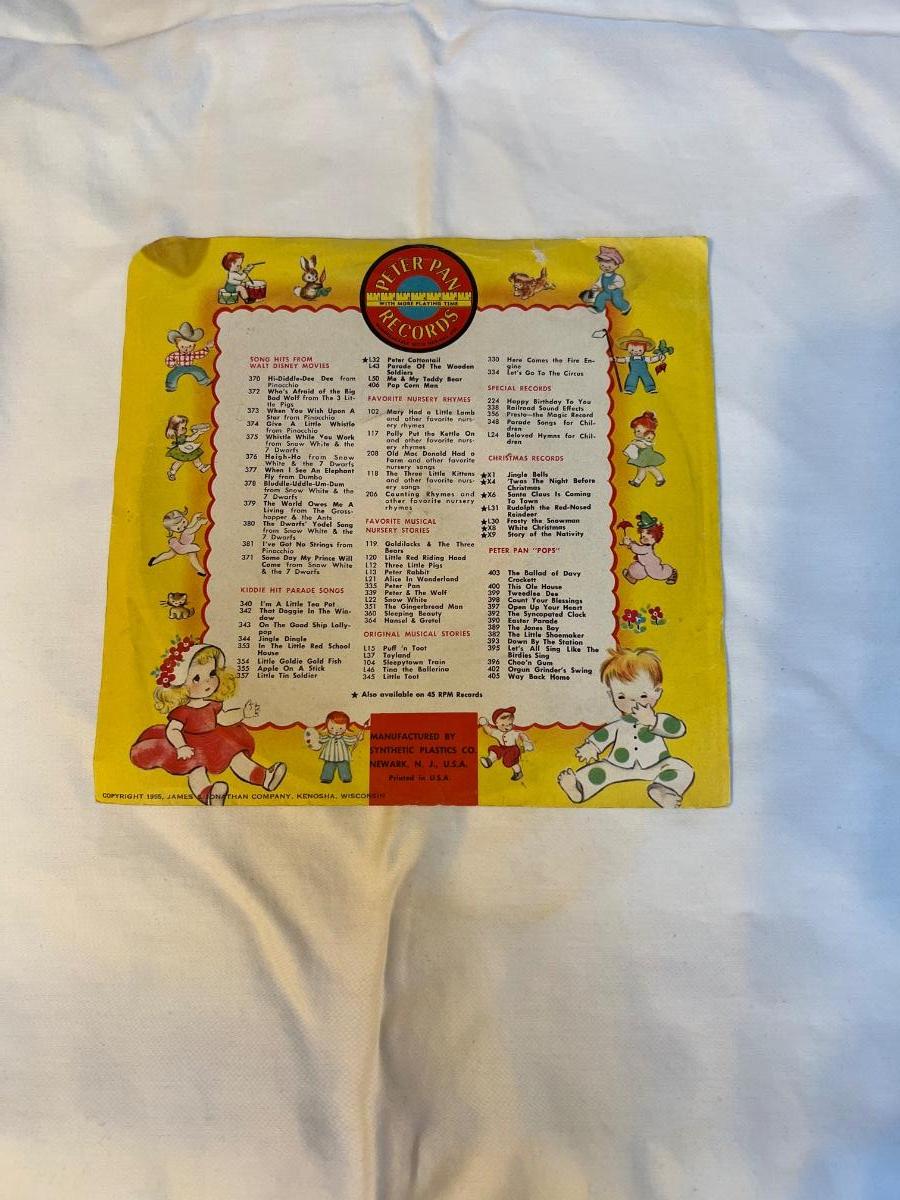 PETER PAN
WITH MORE PLAYING TIME
RECORDS
SONG HITS FROM
WALT DISNEY MOVIES
370 Hi-Diddle-Dee Dee from
Pinocchio
372 Who's Afraid of the Big
Bad Wolf from The 3 Lit-
tle Pigs
373 When You Wish Upon A
Star from Pinocchio
374 Give A Little Whistle
from Pinocchio
375 Whistle While You Work
from Snow White & the
7 Dwarfs
376 Heigh-Ho from Snow
White & the 7 Dwarfs
377 When I See An Elephant
Fly from Dumbo
378 Bluddle-Uddle-Um-Dum
from Snow White & the
7 Dwarfs
379 The World Owes Me A
Living from The Grass-
hopper & the Ants
380 The Dwarfs' Yodel Song
from Snow White & the
7 Dwarfs
381 I've Got No Strings from
Pinocchio
371 Some Day My Prince Will
Come from Snow White
& the 7 Dwarfs
KIDDIE HIT PARADE SONGS
340 I'm A Little Tea Pot
342 That Doggie In The Win-
dow
343 On The Good Ship Lolly-
pop
344 Jingle Dingle
353 In The Little Red School
House
354 Little Goldie Gold Fish
355 Apple On A Stick
357 Little Tin Soldier
★L32 Peter Cottontail
L43 Parade Of The Wooden
Soldiers
L50 Me & My Teddy Bear
406 Pop Corn Man
FAVORITE NURSERY RHYMES
102 Mary Had a Little Lamb
and other favorite nurs-
ery rhymes
117 Polly Put the Kettle On
and other favorite nurs-
ery rhymes
208 Old Mac Donald Had a
Farm and other favorite
nursery songs
118 The Three Little Kittens
and other favorite nurs-
ery songs
206 Counting Rhymes and
other favorite nursery
rhymes
FAVORITE MUSICAL
NURSERY STORIES
119 Goldilocks & The Three
Bears
120 Little Red Riding Hood
L12 Three Little Pigs
L13 Peter Rabbit
L21 Alice In Wonderland
335 Peter Pan
339 Peter & The Wolf
L22 Snow White
351 The Gingerbread Man
360 Sleeping Beauty
364 Hansel & Gretel
ORIGINAL MUSICAL STORIES
L15 Puff 'n Toot
L37 Toyland
104 Sleepytown Train
L46 Tina the Ballerina
345 Little Toot
330 Here Comes the Fire En-
gine
334 Let's Go To The Circus
SPECIAL RECORDS
224 Happy Birthday To You
338 Railroad Sound Effects
356 Presto—the Magic Record
348 Parade Songs for Chil-
dren
L24 Beloved Hymns for Chil-
dren
CHRISTMAS RECORDS
★X1 Jingle Bells
★X4 'Twas The Night Before
Christmas
★X6 Santa Claus Is Coming
To Town
★L31 Rudolph the Red-Nosed
Reindeer
★L30 Frosty the Snowman
★X8 White Christmas
★X9 Story of the Nativity
PETER PAN "POPS"
403 The Ballad of Davy
Crockett
400 This Ole House
399 Tweedlee Dee
398 Count Your Blessings
397 Open Up Your Heart
392 The Syncopated Clock
390 Easter Parade
389 The Jones Boy
382 The Little Shoemaker
393 Down By The Station
395 Let's All Sing Like The
Birdies Sing
396 Choo'n Gum
402 Organ Grinder's Swing
405 Way Back Home
★ Also available on 45 RPM Records
MANUFACTURED BY
SYNTHETIC PLASTICS CO.
NEWARK, N. J., U.S.A.
Printed in U.S.A.
COPYRIGHT 1955, JAMES & JONATHAN COMPANY, KENOSHA, WISCONSIN